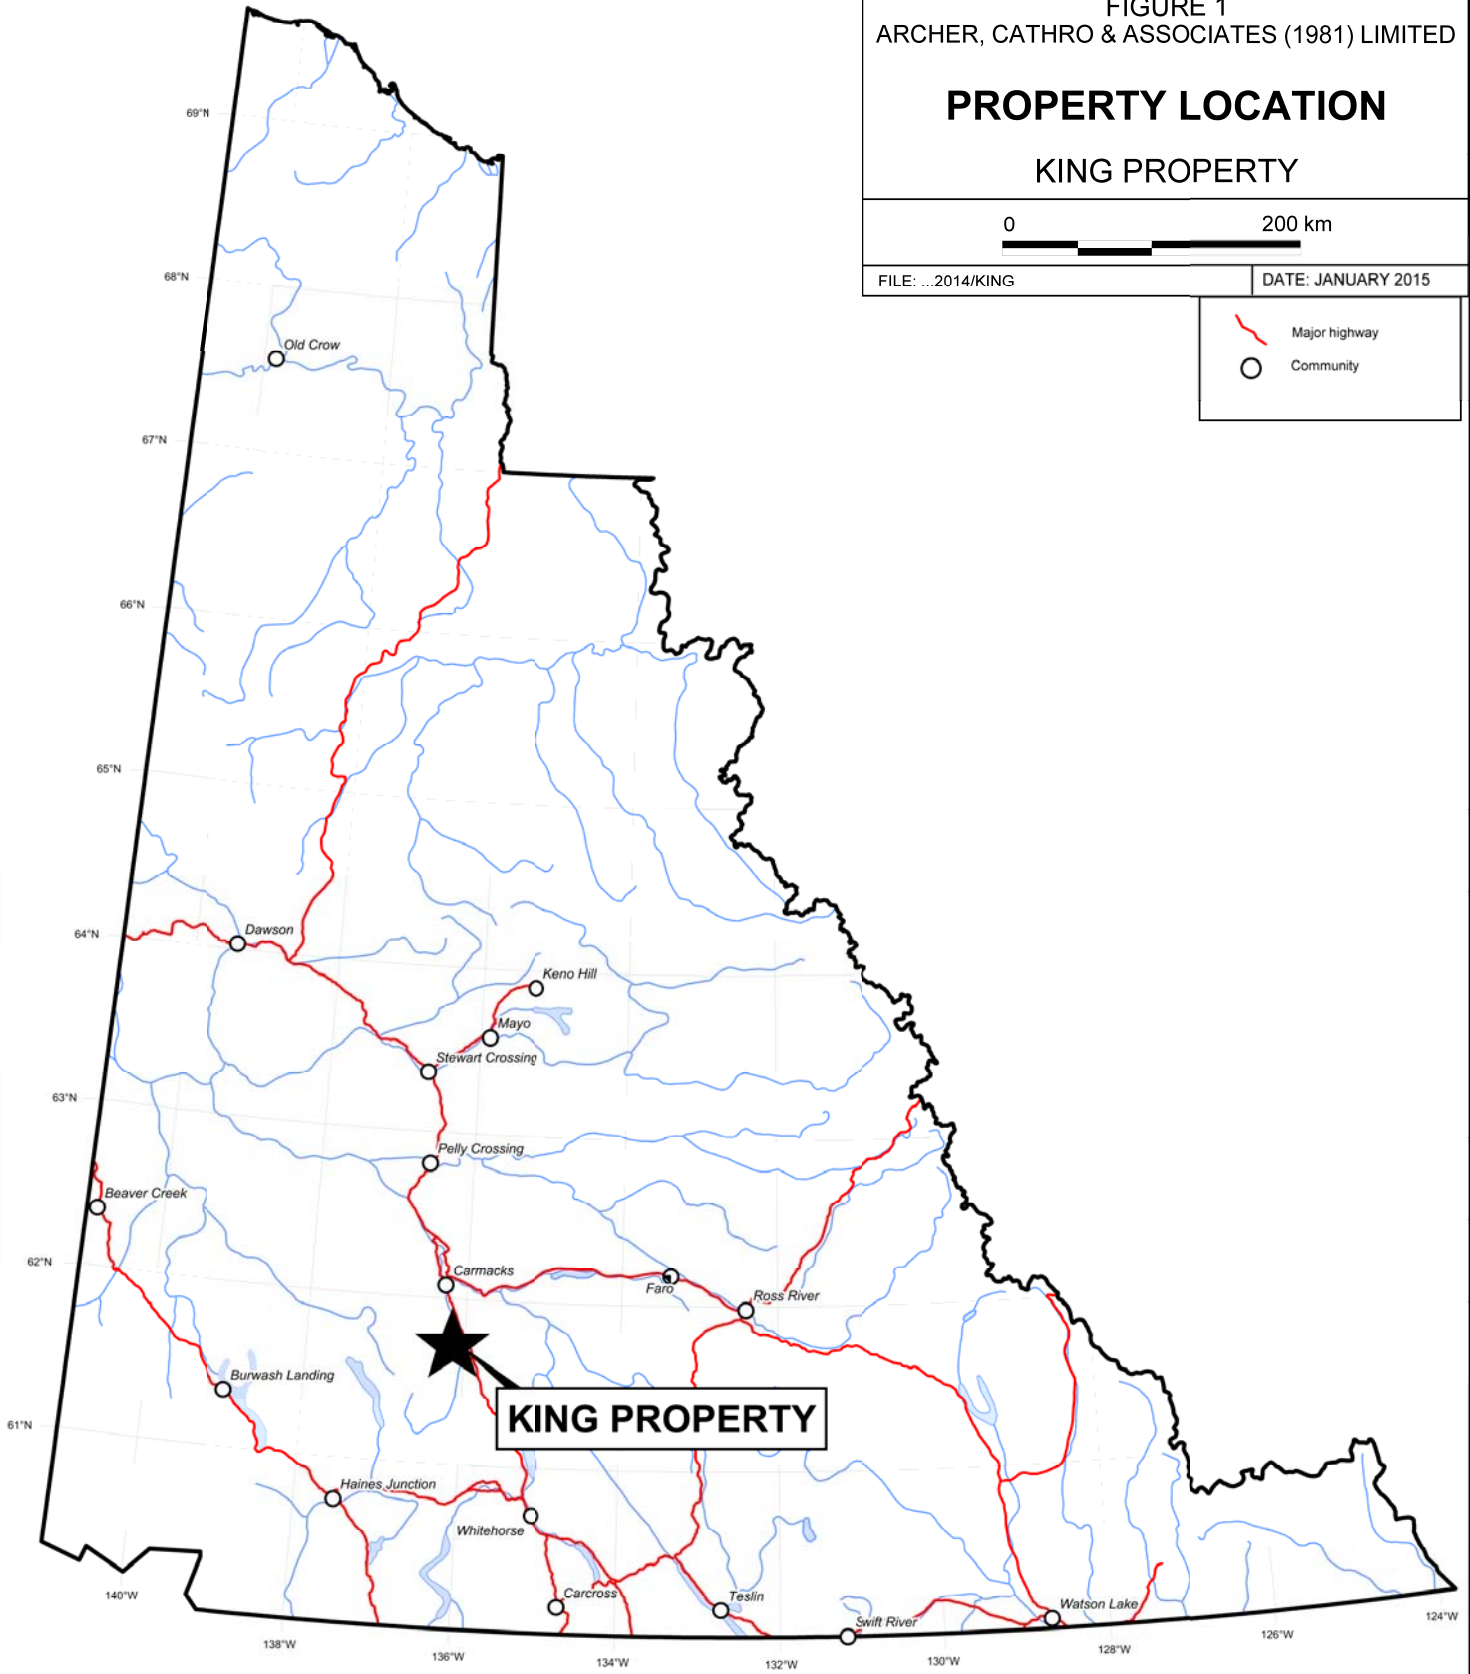 FIGURE 1
ARCHER, CATHRO & ASSOCIATES (1981) LIMITED
PROPERTY LOCATION
KING PROPERTY
0 200 km
FILE: ...2014/KING DATE: JANUARY 2015
Major highway
Community
69°N
68°N
Old Crow
67°N
66°N
65°N
64°N
Dawson
Keno Hill
Mayo
Stewart Crossing
63°N
Pelly Crossing
Beaver Creek
62°N
Carmacks
Faro
Ross River
Burwash Landing
61°N
KING PROPERTY
Haines Junction
Whitehorse
Carcross
Teslin
Swift River
Watson Lake
140°W
138°W
136°W
134°W
132°W
130°W
128°W
126°W
124°W